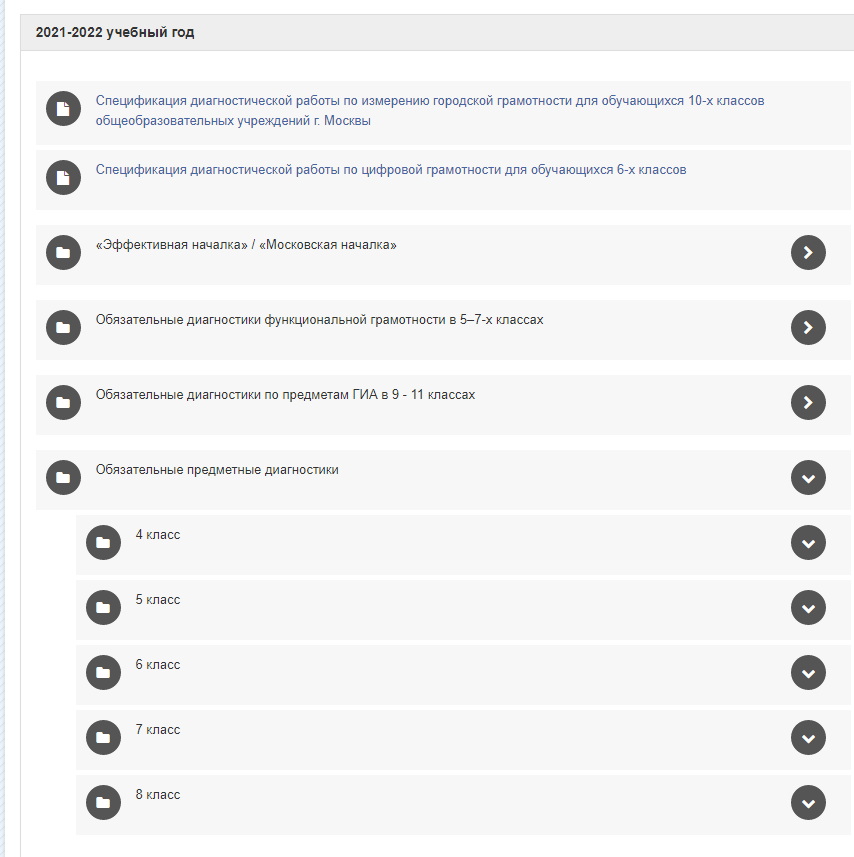 2021-2022 учебный год
Спецификация диагностической работы по измерению городской грамотности для обучающихся 10-х классов
общеобразовательных учреждений г. Москвы
Спецификация диагностической работы по цифровой грамотности для обучающихся 6-х классов
«Эффективная началка» / «Московская началка»
Обязательные диагностики функциональной грамотности в 5–7-х классах
Обязательные диагностики по предметам ГИА в 9 - 11 классах
Обязательные предметные диагностики
4 класс
5 класс
6 класс
7 класс
8 класс